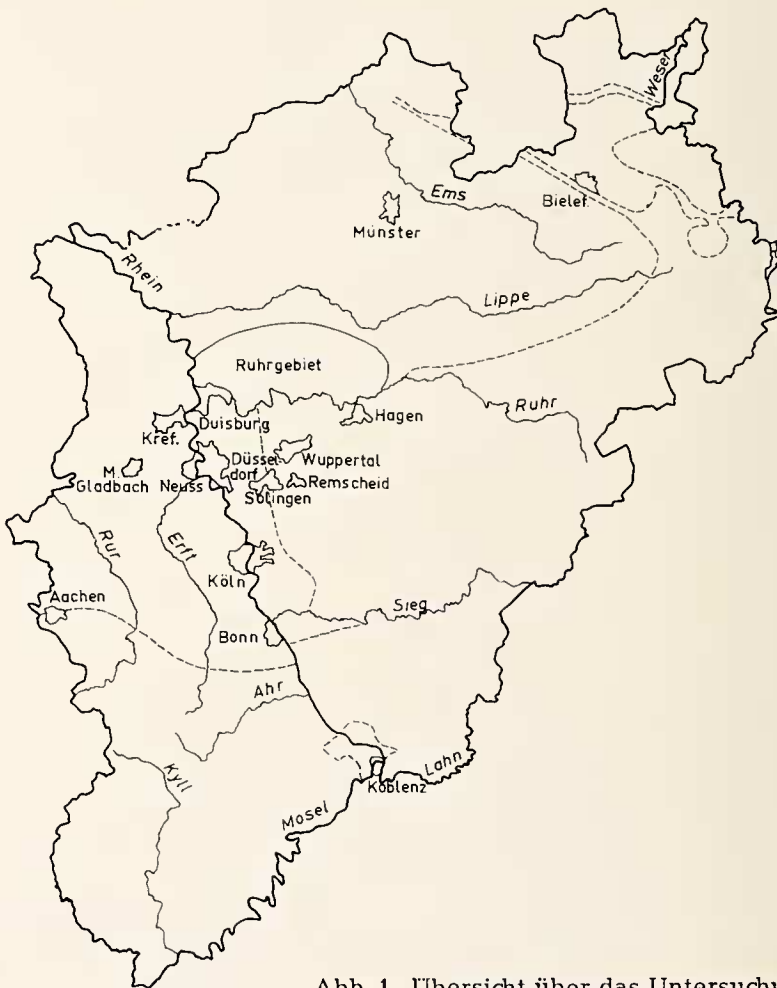 Weser
Ems
Bielef.
Münster
Rhein
Lippe
Ruhrgebiet
Ruhr
Hagen
Duisburg
Kref.
Düssel
dorf
Wuppertal
M.
Gladbach
Neuss
Remscheid
Solingen
Rur
Erft
Köln
Aachen
Sieg
Bonn
Ahr
Kyll
Lahn
Koblenz
Mosel
Abb. 1 Übersicht über das Untersuchu